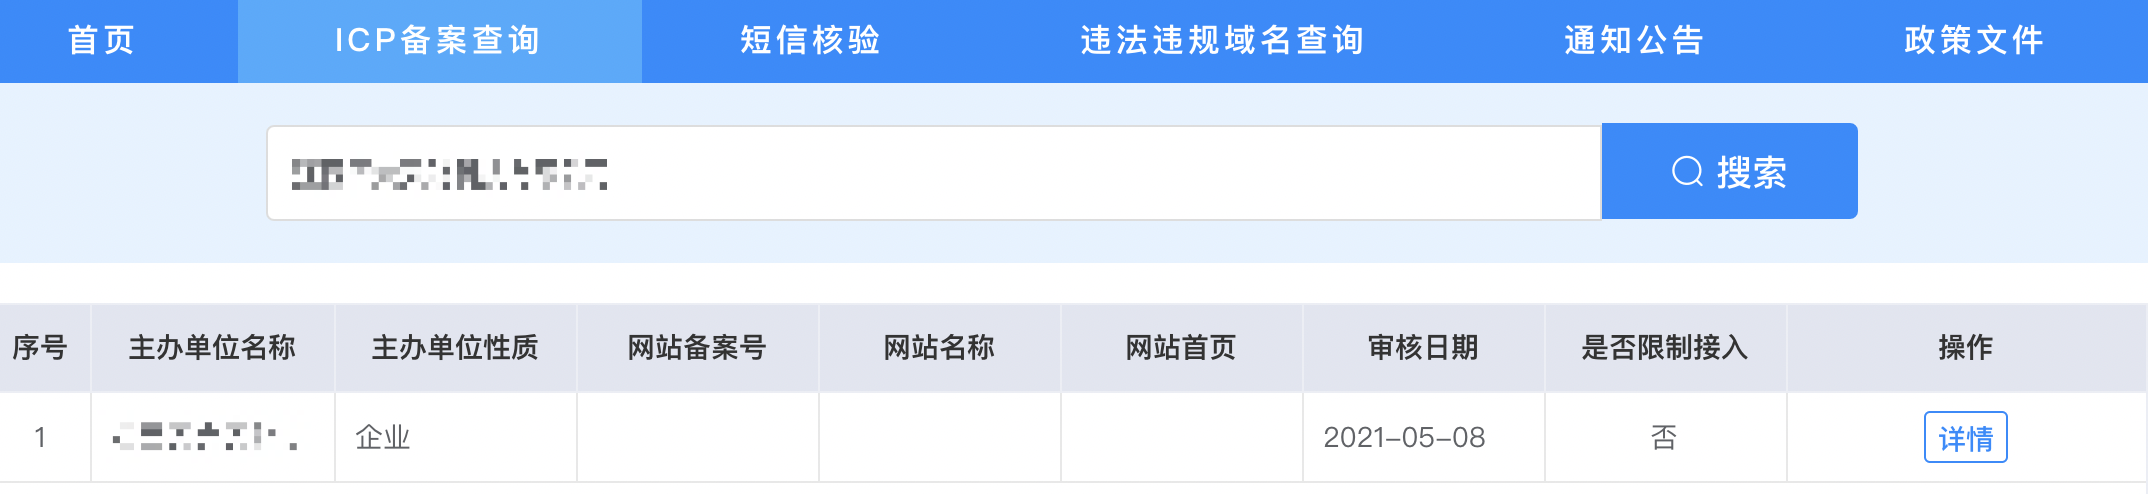 首页 ICP备案查询 短信核验 违法违规域名查询 通知公告 政策文件
搜索
序号 主办单位名称 主办单位性质 网站备案号 网站名称 网站首页 审核日期 是否限制接入 操作
1 企业 2021-05-08 否 详情